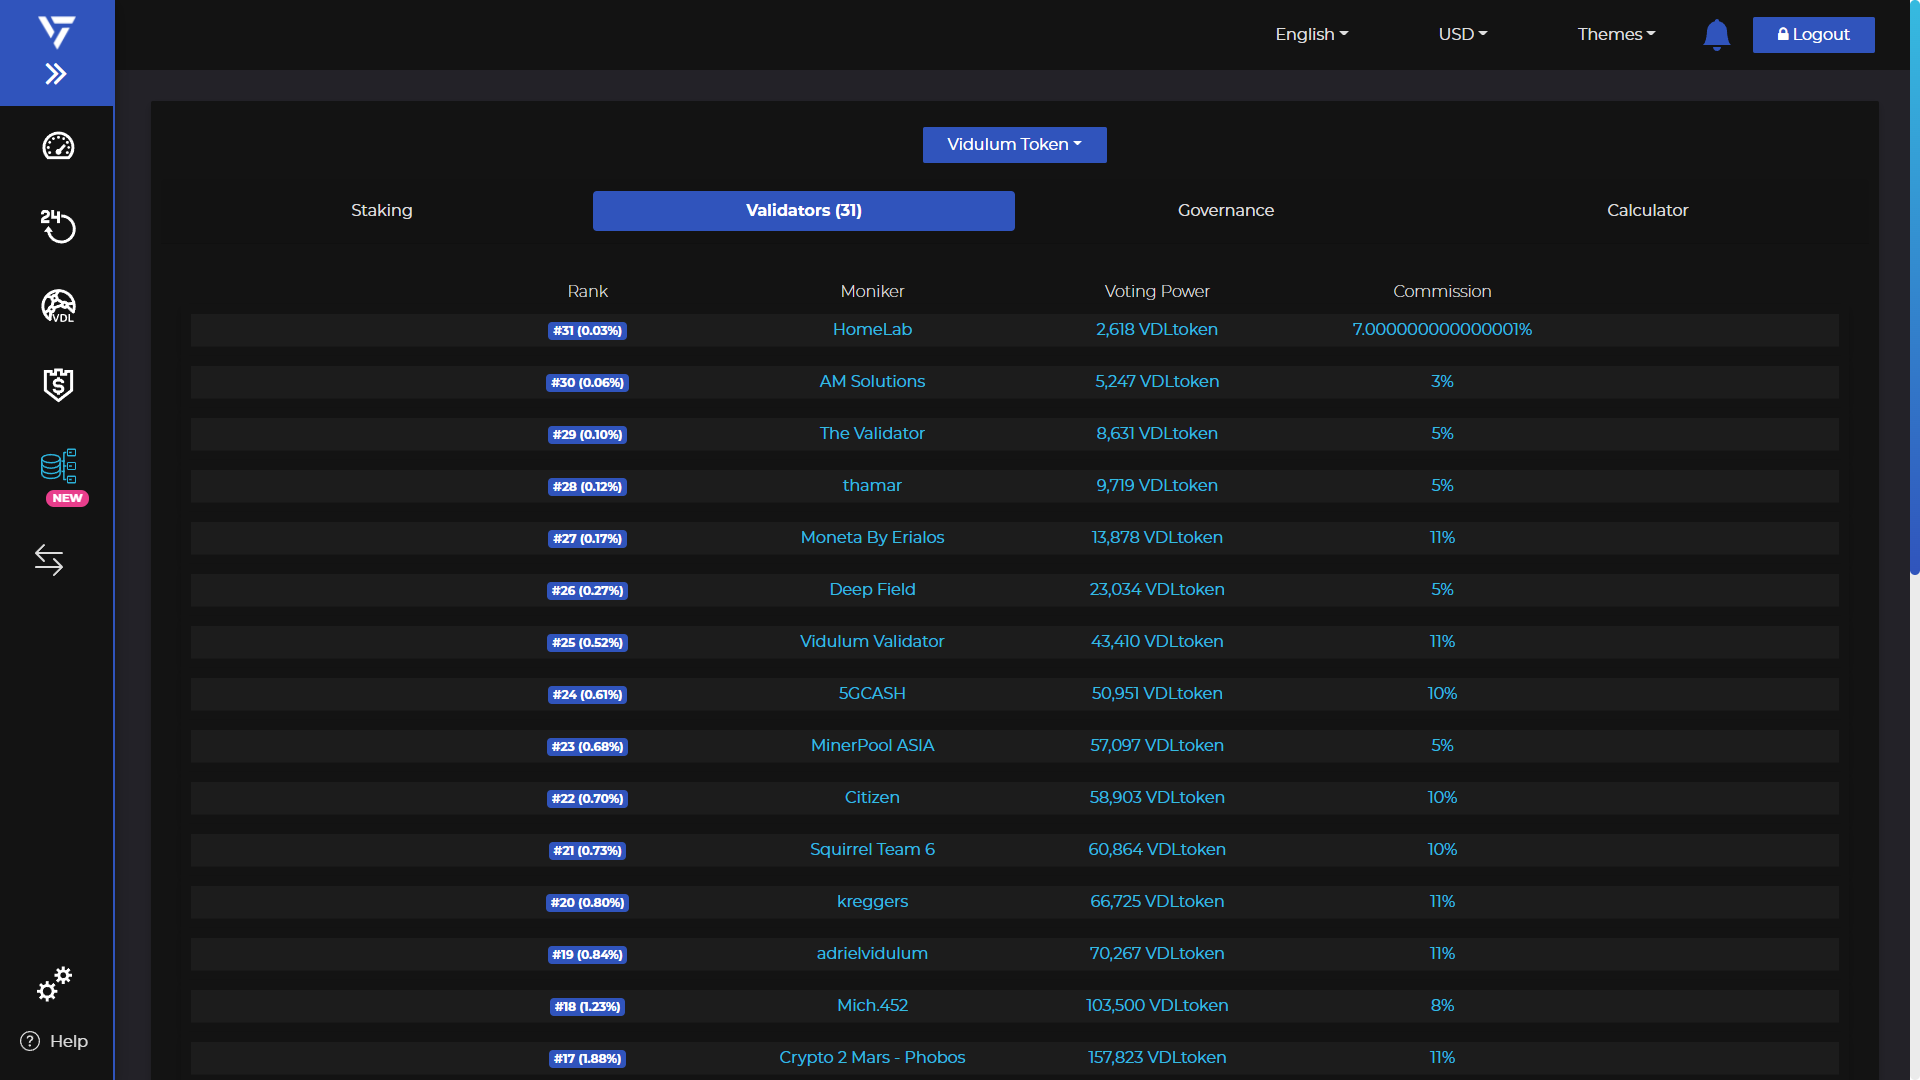 English
USD
Themes
Logout
Vidulum Token
Staking
Validators (31)
Governance
Calculator
24
VDL
$
NEW
? Help
Rank Moniker Voting Power Commission
#31 (0.03%) HomeLab 2,618 VDLtoken 7.000000000000001%
#30 (0.06%) AM Solutions 5,247 VDLtoken 3%
#29 (0.10%) The Validator 8,631 VDLtoken 5%
#28 (0.12%) thamar 9,719 VDLtoken 5%
#27 (0.17%) Moneta By Erialos 13,878 VDLtoken 11%
#26 (0.27%) Deep Field 23,034 VDLtoken 5%
#25 (0.52%) Vidulum Validator 43,410 VDLtoken 11%
#24 (0.61%) 5GCASH 50,951 VDLtoken 10%
#23 (0.68%) MinerPool ASIA 57,097 VDLtoken 5%
#22 (0.70%) Citizen 58,903 VDLtoken 10%
#21 (0.73%) Squirrel Team 6 60,864 VDLtoken 10%
#20 (0.80%) kreggers 66,725 VDLtoken 11%
#19 (0.84%) adrielvidulum 70,267 VDLtoken 11%
#18 (1.23%) Mich.452 103,500 VDLtoken 8%
#17 (1.88%) Crypto 2 Mars - Phobos 157,823 VDLtoken 11%